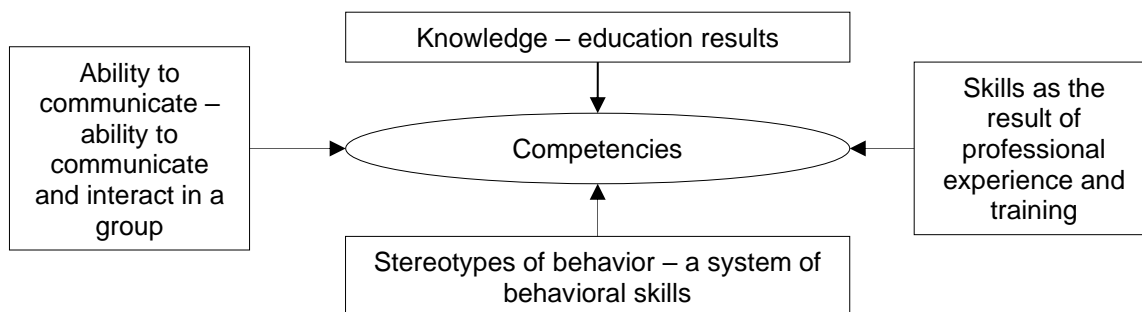 Knowledge – education results
Ability to
communicate –
ability to
communicate
and interact in a
group
Competencies
Skills as the
result of
professional
experience and
training
Stereotypes of behavior – a system of
behavioral skills